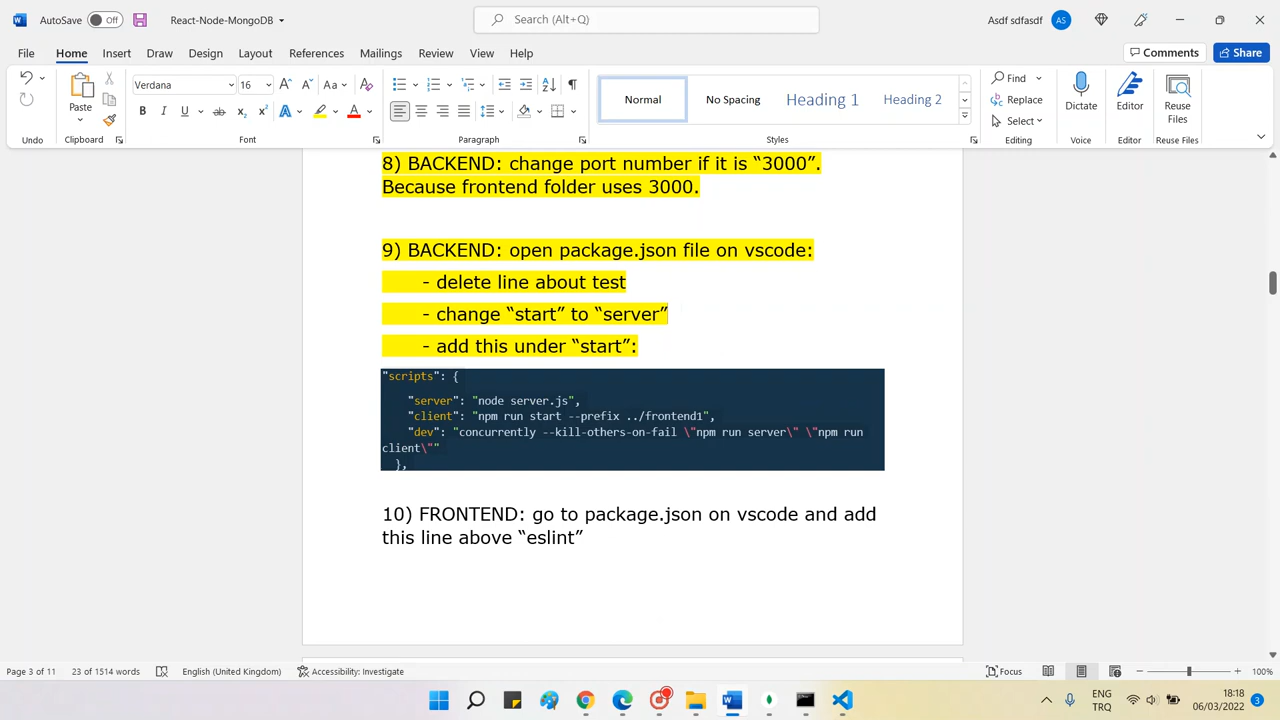 AutoSave Off React-Node-MongoDB Search (Alt+Q) Asdf sdfasdf AS
File Home Insert Draw Design Layout References Mailings Review View Help Comments Share
Verdana 16 Aa Normal No Spacing Heading 1 Heading 2 Find
Paste Replace Dictate Editor Reuse Files
B I U ab x₂ x² A A Select
Undo Clipboard Font Paragraph Styles Editing Voice Editor Reuse Files
8) BACKEND: change port number if it is “3000”.
Because frontend folder uses 3000.
9) BACKEND: open package.json file on vscode:
- delete line about test
- change “start” to “server”
- add this under “start”:
"scripts": {
"server": "node server.js",
"client": "npm run start --prefix ../frontend1",
"dev": "concurrently --kill-others-on-fail \"npm run server\" \"npm run
client\""
},
10) FRONTEND: go to package.json on vscode and add
this line above “eslint”
Page 3 of 11 23 of 1514 words English (United Kingdom) Accessibility: Investigate Focus 100%
ENG
TRQ
18:18
06/03/2022
3